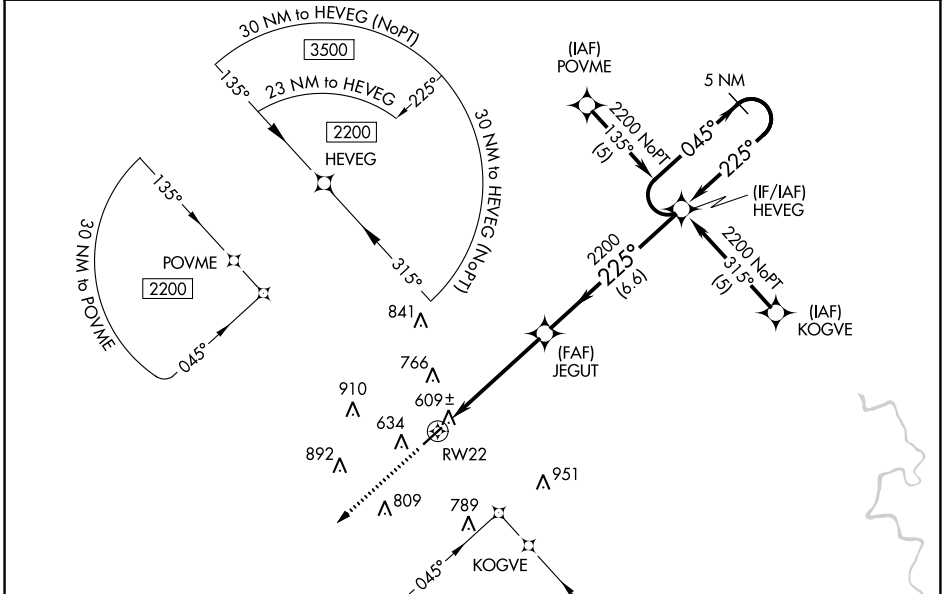 30 NM to HEVEG (NoPT)
3500
135°
23 NM to HEVEG
225°
2200
HEVEG
30 NM to HEVEG (NoPT)
315°
135°
POVME
2200
30 NM to POVME
045°
(IAF)
POVME
5 NM
2200 NoPT
135°
(5)
045°
225°
(IF/IAF)
HEVEG
2200
225°
(6.6)
2200 NoPT
315°
(5)
(IAF)
KOGVE
(FAF)
JEGUT
841
766
910
609±
634
892
RW22
809
789
951
KOGVE
045°